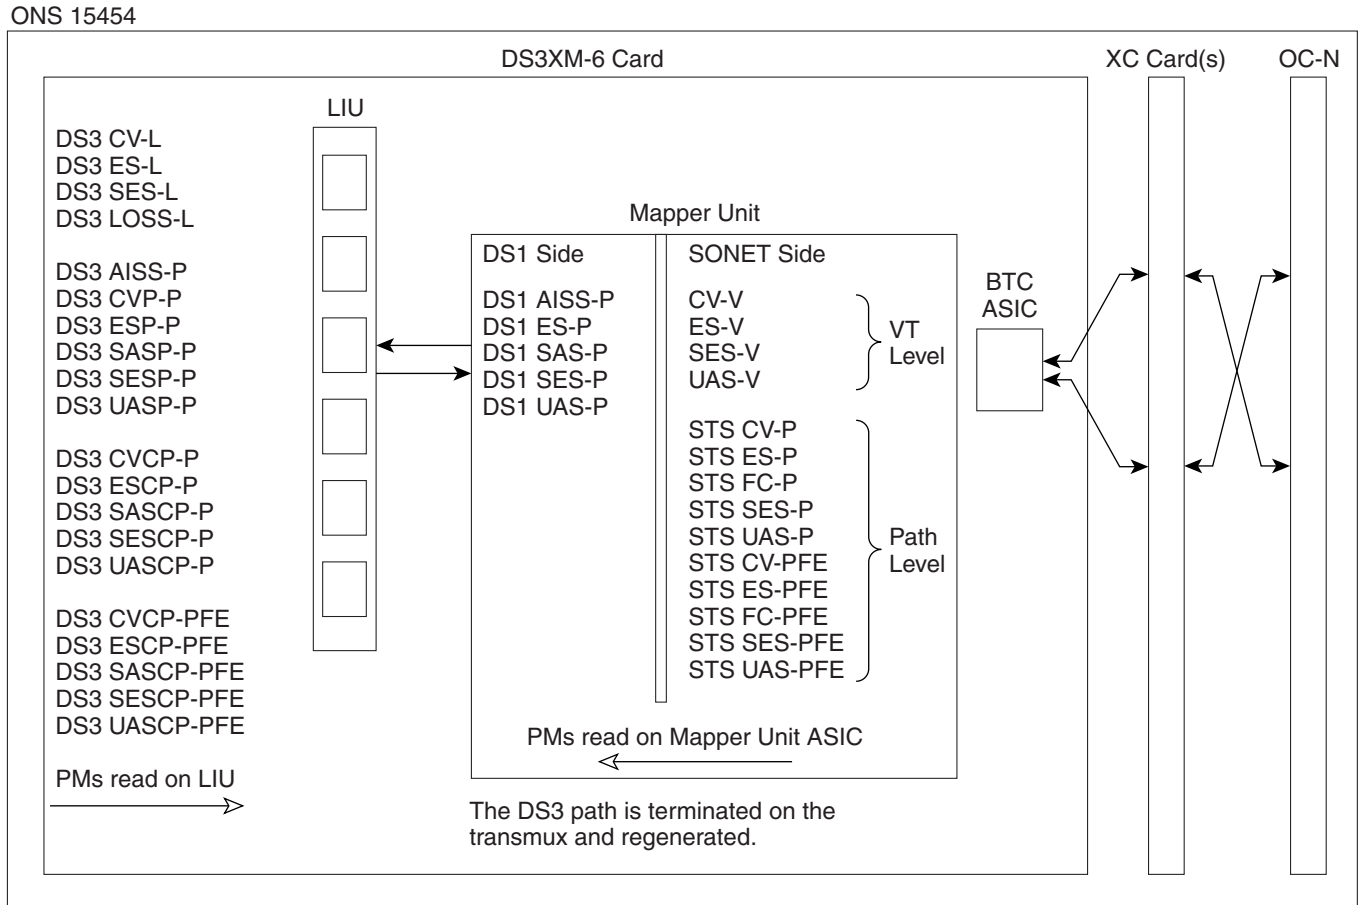 ONS 15454
DS3XM-6 Card
XC Card(s)
OC-N
LIU
DS3 CV-L
DS3 ES-L
DS3 SES-L
DS3 LOSS-L
DS3 AISS-P
DS3 CVP-P
DS3 ESP-P
DS3 SASP-P
DS3 SESP-P
DS3 UASP-P
DS3 CVCP-P
DS3 ESCP-P
DS3 SASCP-P
DS3 SESCP-P
DS3 UASCP-P
DS3 CVCP-PFE
DS3 ESCP-PFE
DS3 SASCP-PFE
DS3 SESCP-PFE
DS3 UASCP-PFE
PMs read on LIU
Mapper Unit
DS1 Side
DS1 AISS-P
DS1 ES-P
DS1 SAS-P
DS1 SES-P
DS1 UAS-P
SONET Side
CV-V
ES-V
SES-V
UAS-V
VT
Level
STS CV-P
STS ES-P
STS FC-P
STS SES-P
STS UAS-P
STS CV-PFE
STS ES-PFE
STS FC-PFE
STS SES-PFE
STS UAS-PFE
Path
Level
PMs read on Mapper Unit ASIC
The DS3 path is terminated on the
transmux and regenerated.
BTC
ASIC